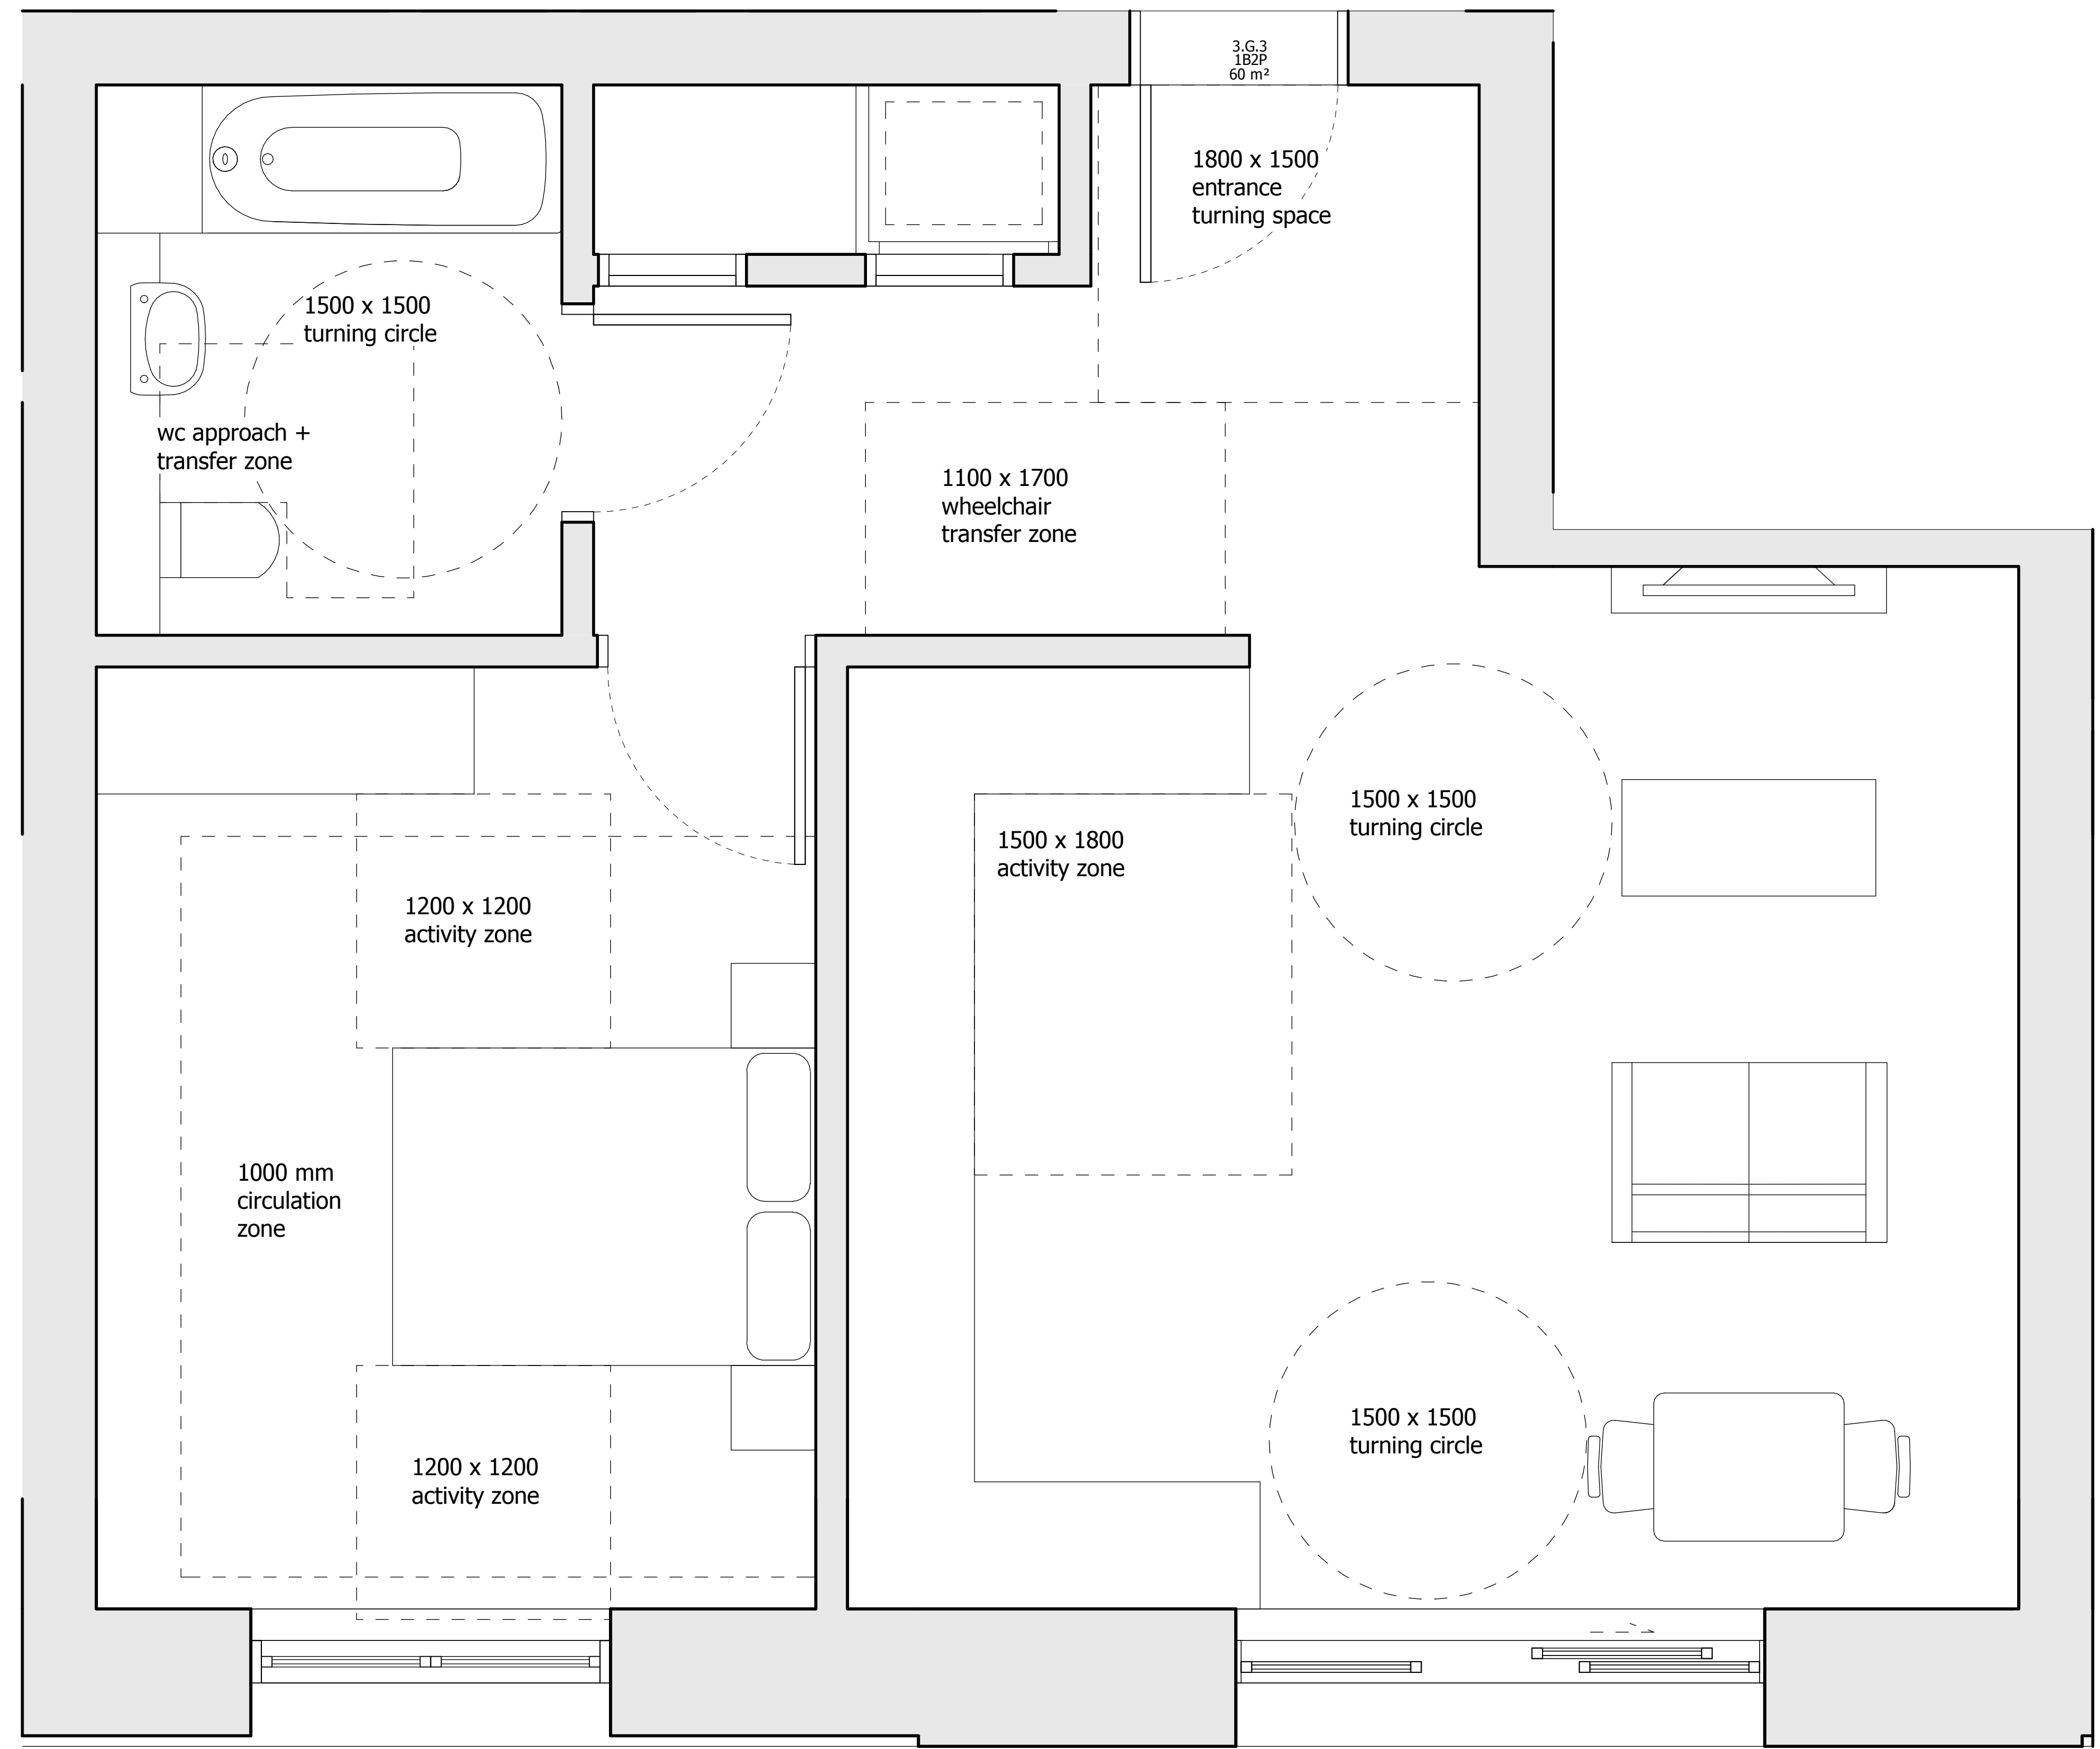 3.G.3
1B2P
60 m²
1800 x 1500
entrance
turning space
1500 x 1500
turning circle
wc approach +
transfer zone
1100 x 1700
wheelchair
transfer zone
1500 x 1500
turning circle
1500 x 1800
activity zone
1200 x 1200
activity zone
1000 mm
circulation
zone
1500 x 1500
turning circle
1200 x 1200
activity zone